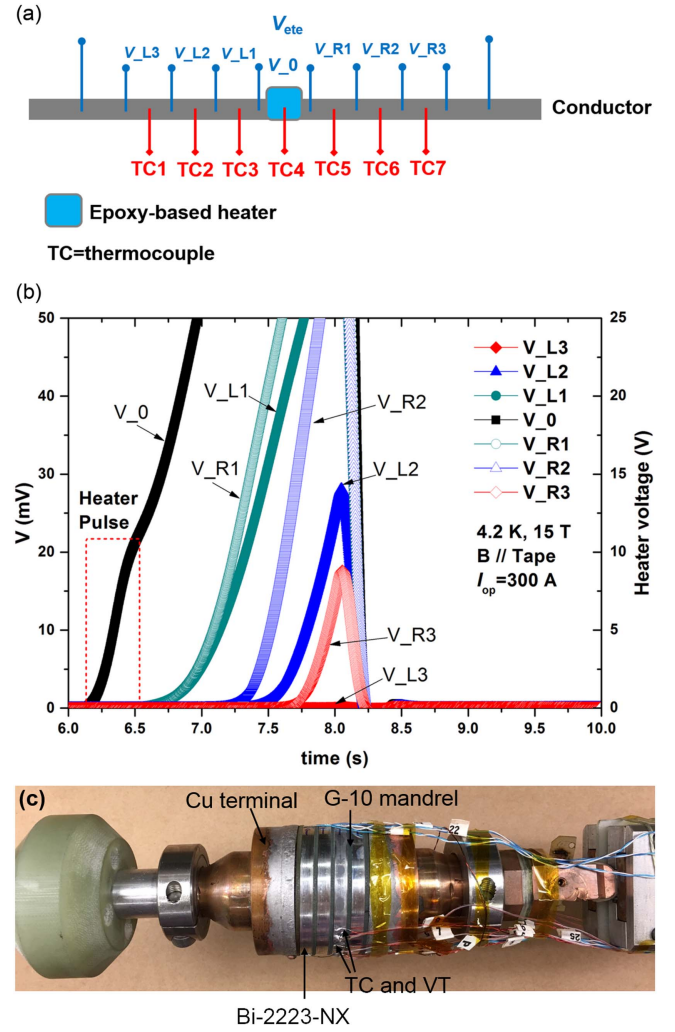 (a)
V_ete
V_L3 V_L2 V_L1 V_0 V_R1 V_R2 V_R3
Conductor
TC1 TC2 TC3 TC4 TC5 TC6 TC7
Epoxy-based heater
TC=thermocouple
(b)
50 25
40 20
30 15
20 10
10 5
0 0
V (mV)
Heater voltage (V)
V_0
V_L1
V_R1
V_R2
V_L2
V_R3
V_L3
Heater
Pulse
V_L3
V_L2
V_L1
V_0
V_R1
V_R2
V_R3
4.2 K, 15 T
B // Tape
I_op=300 A
6.0 6.5 7.0 7.5 8.0 8.5 9.0 9.5 10.0
time (s)
(c)
Cu terminal
G-10 mandrel
22
25
TC and VT
Bi-2223-NX